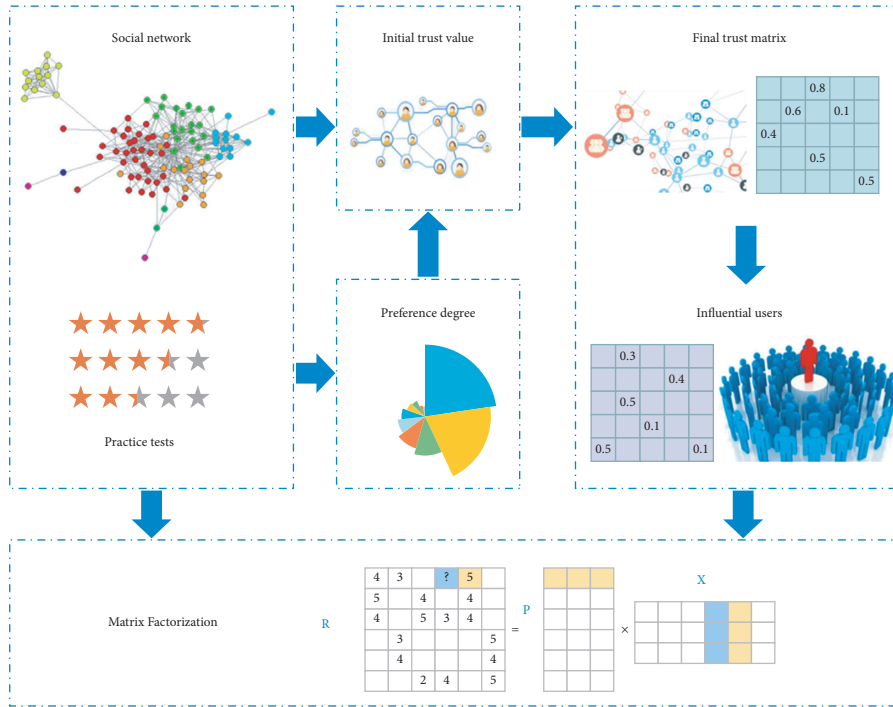 Social network
Initial trust value
Final trust matrix
0.8
0.6 0.1
0.4
0.5
0.5
Preference degree
Influential users
0.3
0.4
0.5
0.1
0.5 0.1
Practice tests
Matrix Factorization
R
4 3 ? 5
5 4 4
4 5 3 4
3 5
4 4
2 4 5
=
P
×
X